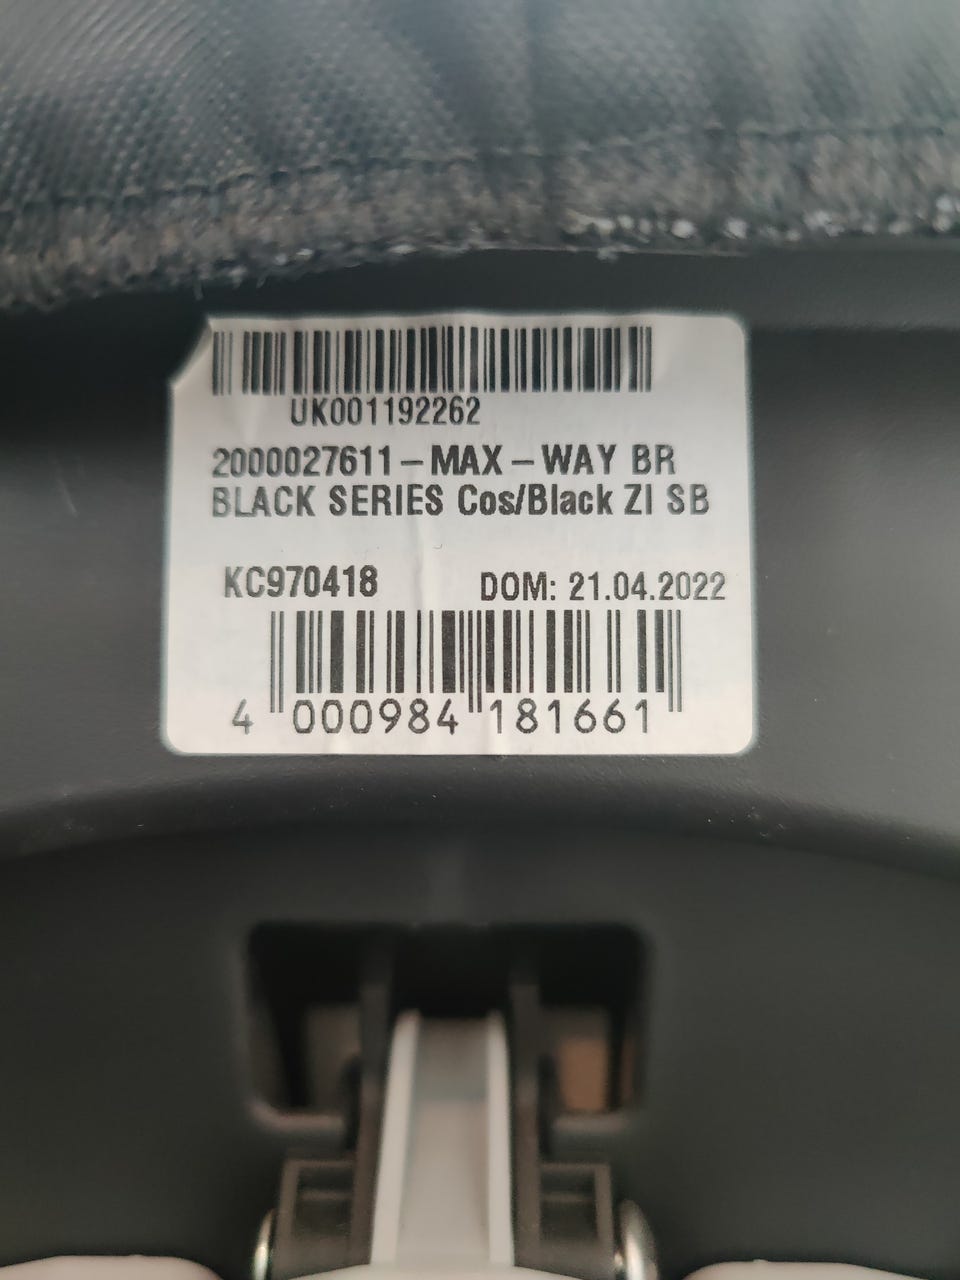 UK001192262
2000027611-MAX-WAY BR
BLACK SERIES Cos/Black ZI SB
KC970418 DOM: 21.04.2022
4 000984 181661